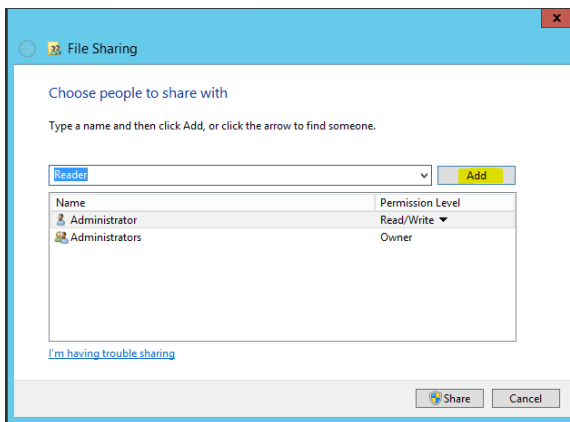 x
File Sharing
Choose people to share with
Type a name and then click Add, or click the arrow to find someone.
Reader Add
Name Permission Level
Administrator Read/Write
Administrators Owner
I'm having trouble sharing
Share Cancel